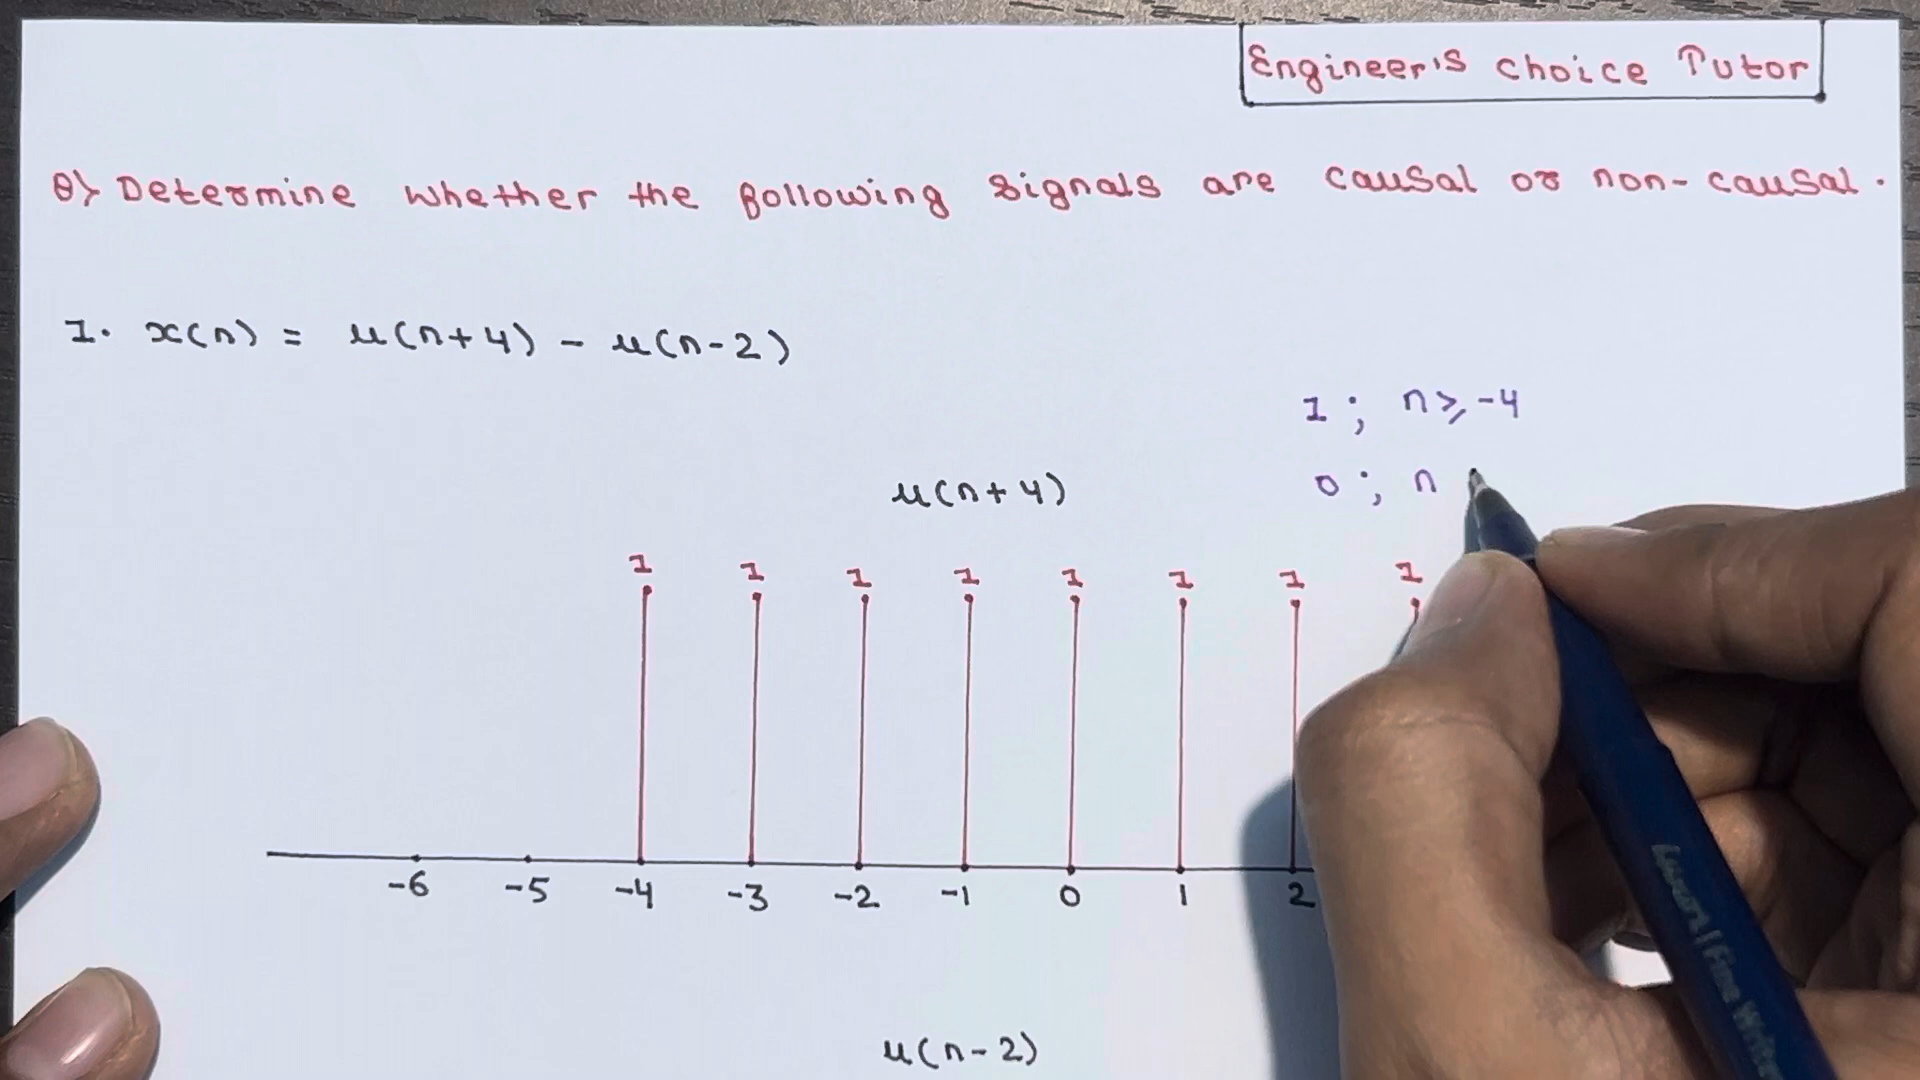 Engineer's choice Tutor
Q) Determine whether the following signals are causal or non-causal.
1. x(n) = u(n+4) - u(n-2)
1 ; n ≥ -4
u(n+4)
0 ; n
1 1 1 1 1 1 1 1
-6 -5 -4 -3 -2 -1 0 1 2
u(n-2)